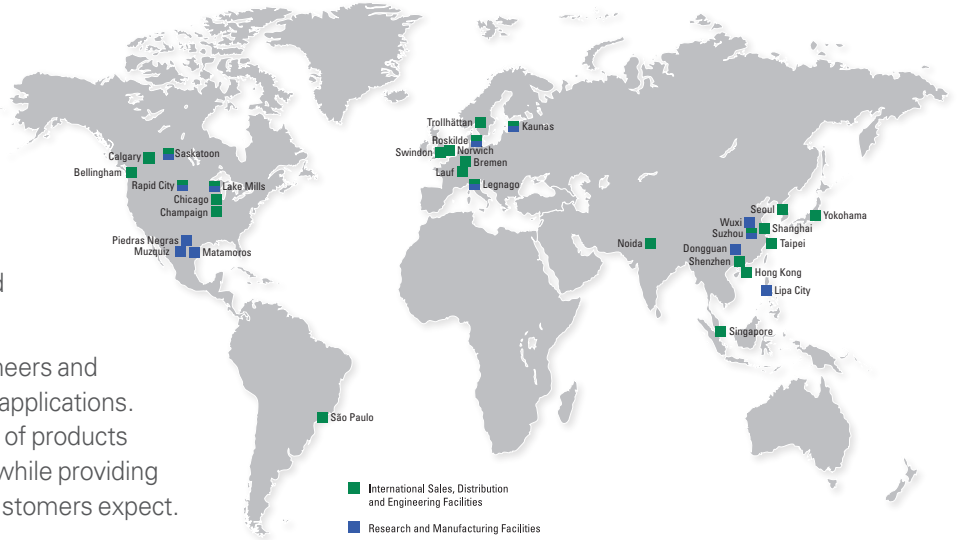 Trollhättan
Kaunas
Roskilde
Norwich
Swindon
Bremen
Lauf
Legnago
Calgary
Saskatoon
Bellingham
Rapid City
Lake Mills
Chicago
Champaign
Piedras Negras
Muzquiz
Matamoros
Seoul
Yokohama
Wuxi
Suzhou
Shanghai
Noida
Taipei
Dongguan
Shenzhen
Hong Kong
Lipa City
Singapore
São Paulo
neers and
applications.
of products
while providing
stomers expect.
International Sales, Distribution
and Engineering Facilities
Research and Manufacturing Facilities